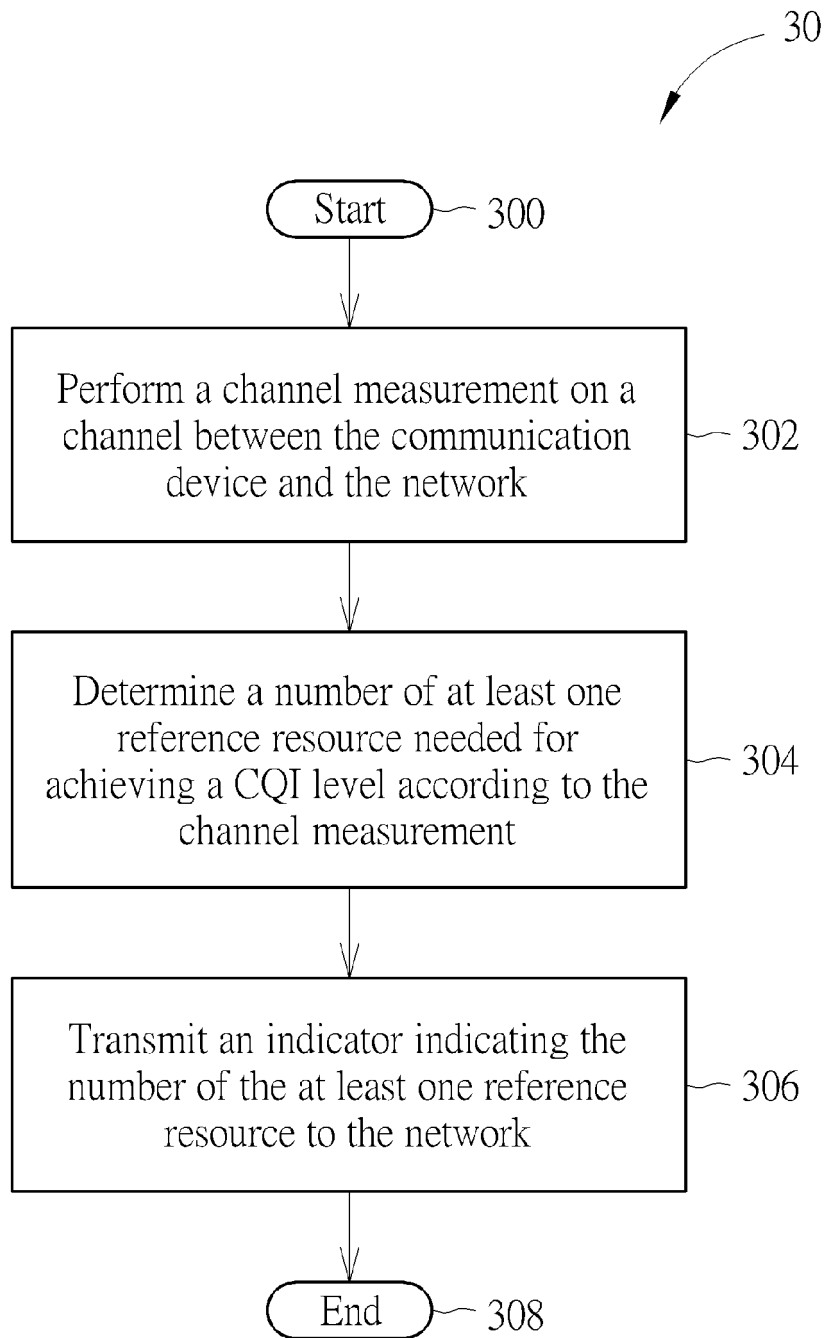 30
Start
300
Perform a channel measurement on a
channel between the communication
device and the network
302
Determine a number of at least one
reference resource needed for
achieving a CQI level according to the
channel measurement
304
Transmit an indicator indicating the
number of the at least one reference
resource to the network
306
End
308